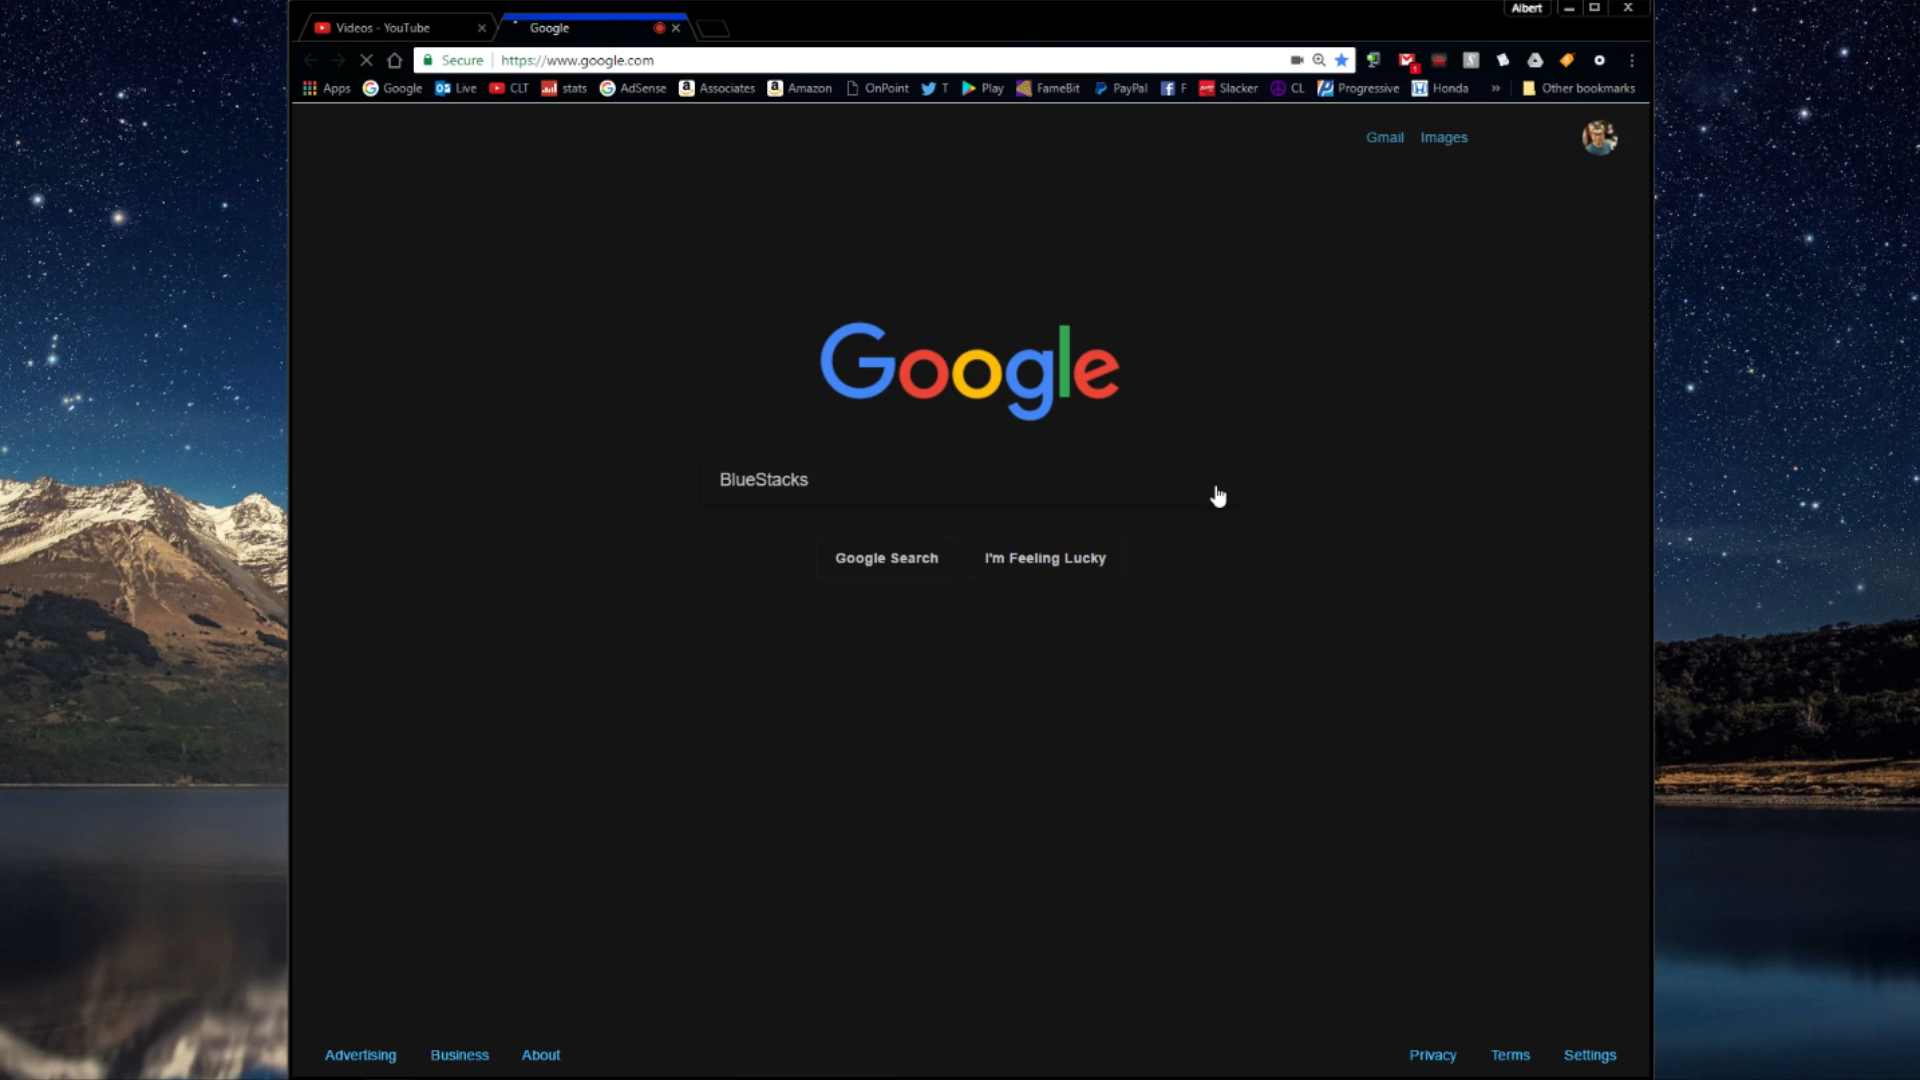 Albert
Videos - YouTube
Google
Secure https://www.google.com
Apps Google Live CLT stats AdSense Associates Amazon OnPoint T Play FameBit PayPal F Slacker CL Progressive Honda » Other bookmarks
Gmail Images
Google
BlueStacks
Google Search I'm Feeling Lucky
Advertising Business About Privacy Terms Settings